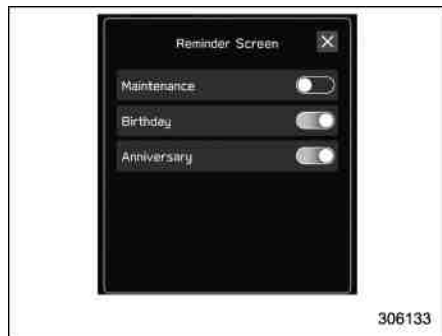 Reminder Screen
Maintenance
Birthday
Anniversary
306133